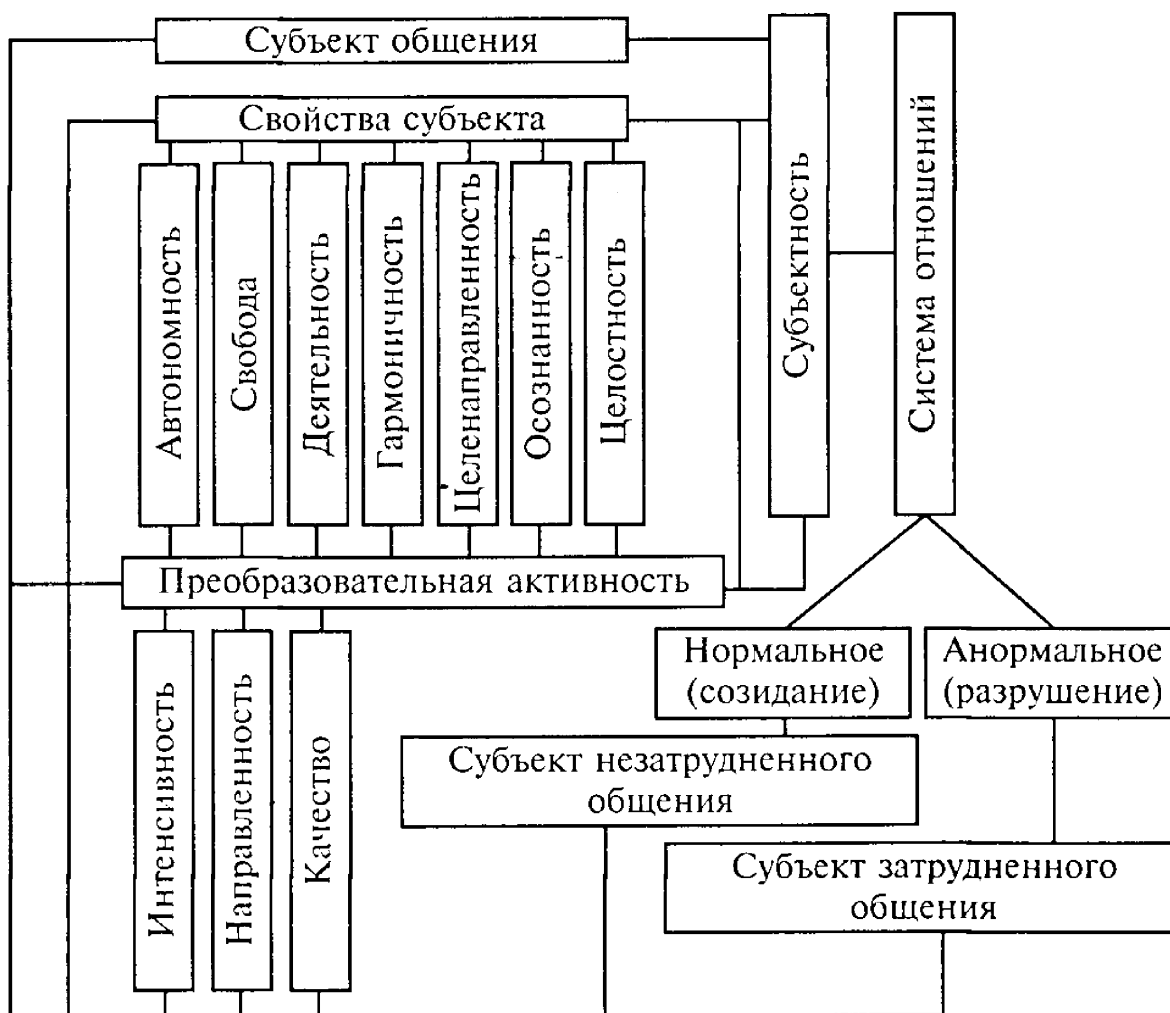 Субъект общения
Свойства субъекта
Автономность
Свобода
Деятельность
Гармоничность
Целенаправленность
Осознанность
Целостность
Субъектность
Система отношений
Преобразовательная активность
Интенсивность
Направленность
Качество
Нормальное
(созидание)
Анормальное
(разрушение)
Субъект незатрудненного
общения
Субъект затрудненного
общения